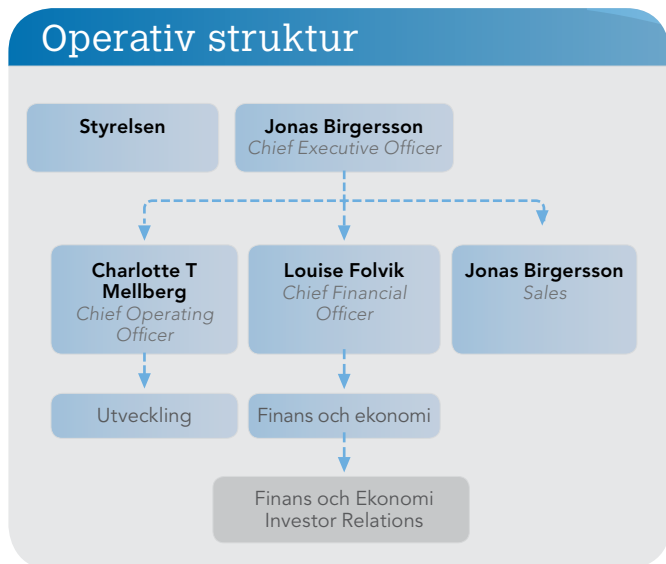 Operativ struktur
Styrelsen
Jonas Birgersson
Chief Executive Officer
Charlotte T
Mellberg
Chief Operating
Officer
Louise Folvik
Chief Financial
Officer
Jonas Birgersson
Sales
Utveckling
Finans och ekonomi
Finans och Ekonomi
Investor Relations